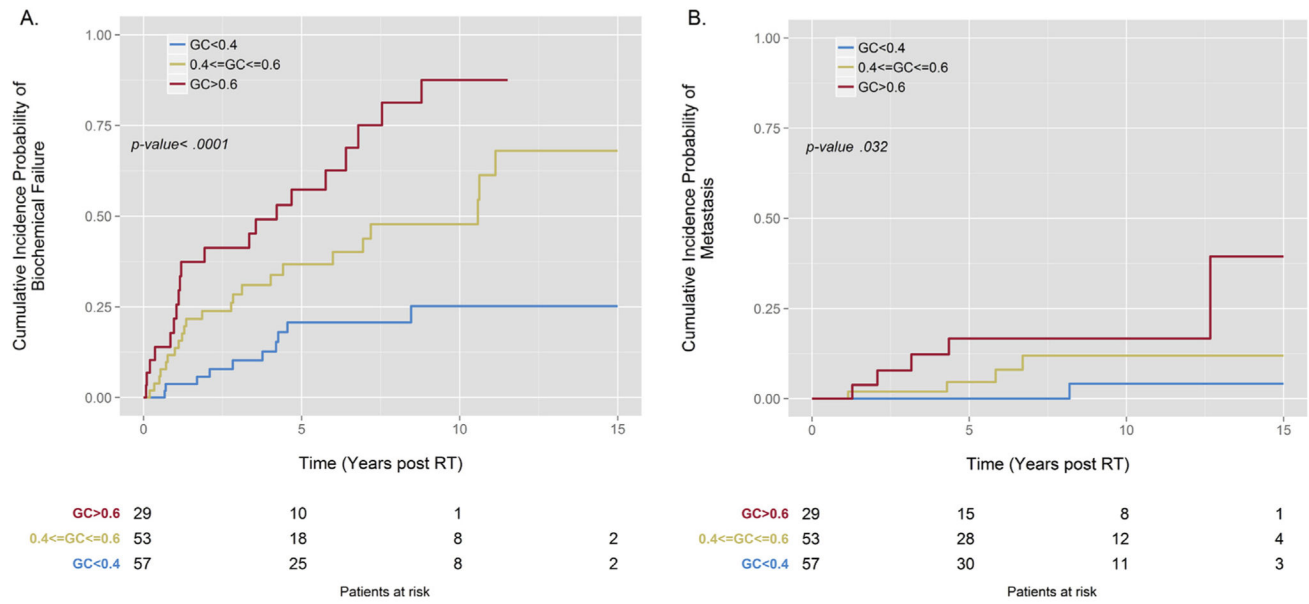 A.
Cumulative Incidence Probability of
Biochemical Failure
1.00
0.75
0.50
0.25
0.00
GC<0.4
0.4<=GC<=0.6
GC>0.6
p-value< .0001
0 5 10 15
Time (Years post RT)
GC>0.6 29 10 1
0.4<=GC<=0.6 53 18 8 2
GC<0.4 57 25 8 2
Patients at risk
B.
Cumulative Incidence Probability of
Metastasis
1.00
0.75
0.50
0.25
0.00
GC<0.4
0.4<=GC<=0.6
GC>0.6
p-value .032
0 5 10 15
Time (Years post RT)
GC>0.6 29 15 8 1
0.4<=GC<=0.6 53 28 12 4
GC<0.4 57 30 11 3
Patients at risk